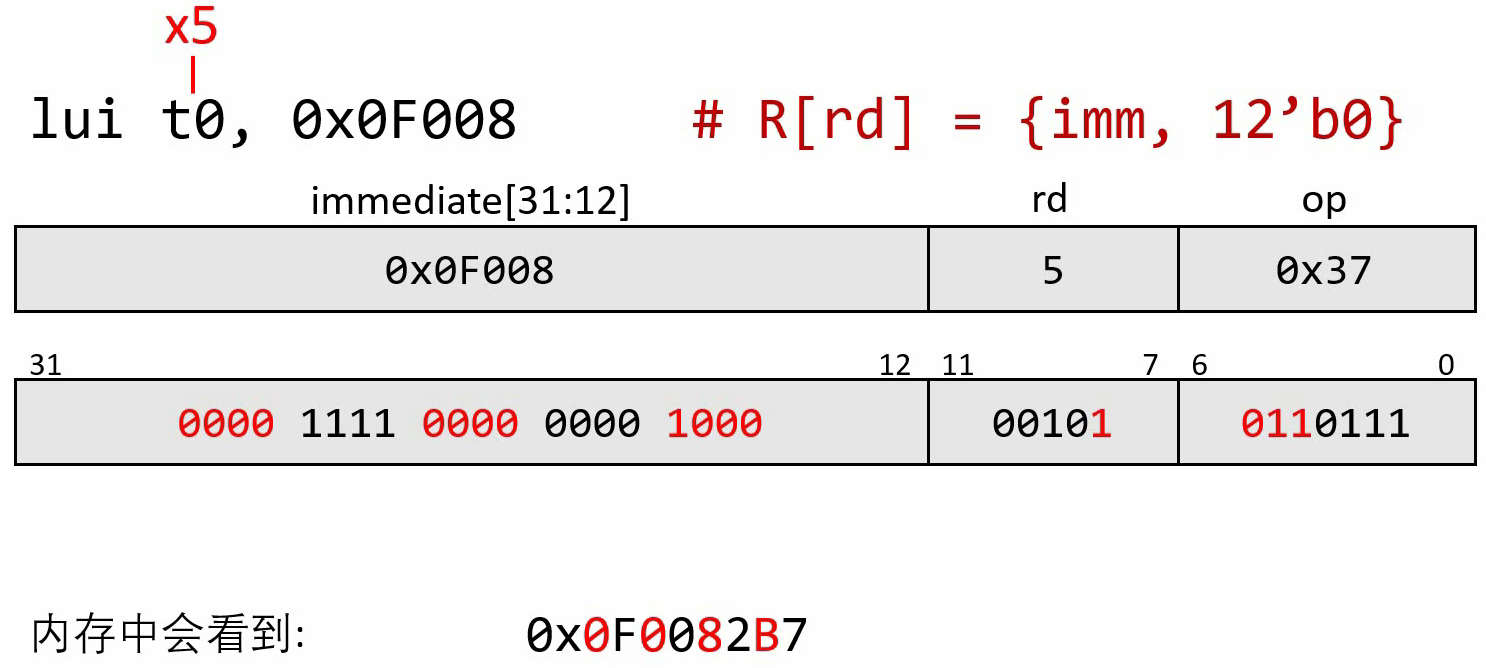 x5
lui t0, 0x0F008 # R[rd] = {imm, 12’b0}
immediate[31:12] rd op
0x0F008 5 0x37
31 12 11 7 6 0
0000 1111 0000 0000 1000 00101 0110111
内存中会看到: 0x0F0082B7